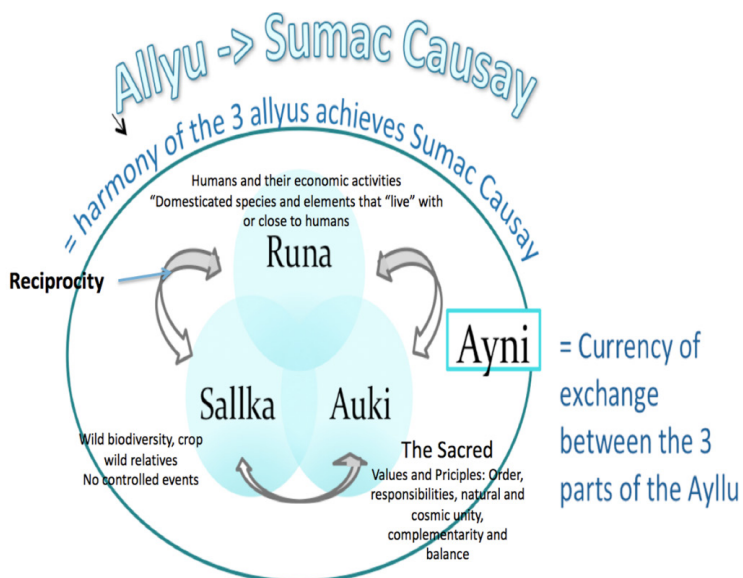 Allyu -> Sumac Causay
= harmony of the 3 allyus achieves Sumac Causay
Humans and their economic activities
"Domesticated species and elements that "live" with
or close to humans
Runa
Reciprocity
Ayni
= Currency of
exchange
between the 3
parts of the Ayllu
Sallka
Auki
Wild biodiversity, crop
wild relatives
No controlled events
The Sacred
Values and Priciples: Order,
responsibilities, natural and
cosmic unity,
complementarity and
balance